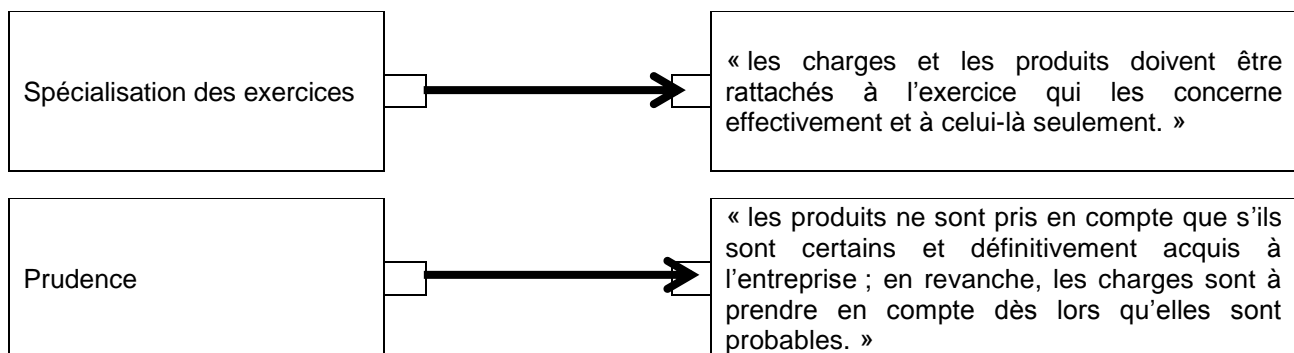 Spécialisation des exercices
« les charges et les produits doivent être
rattachés à l’exercice qui les concerne
effectivement et à celui-là seulement. »
Prudence
« les produits ne sont pris en compte que s’ils
sont certains et définitivement acquis à
l’entreprise ; en revanche, les charges sont à
prendre en compte dès lors qu’elles sont
probables. »